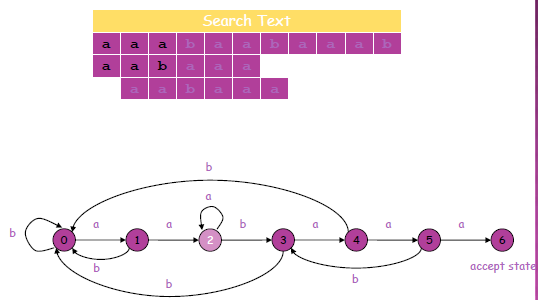 Search Text
a a a b a a b a a a b
a a b a a a
a a b a a a
b
a
b a a b a a a
0 1 2 3 4 5 6
b b accept state
b